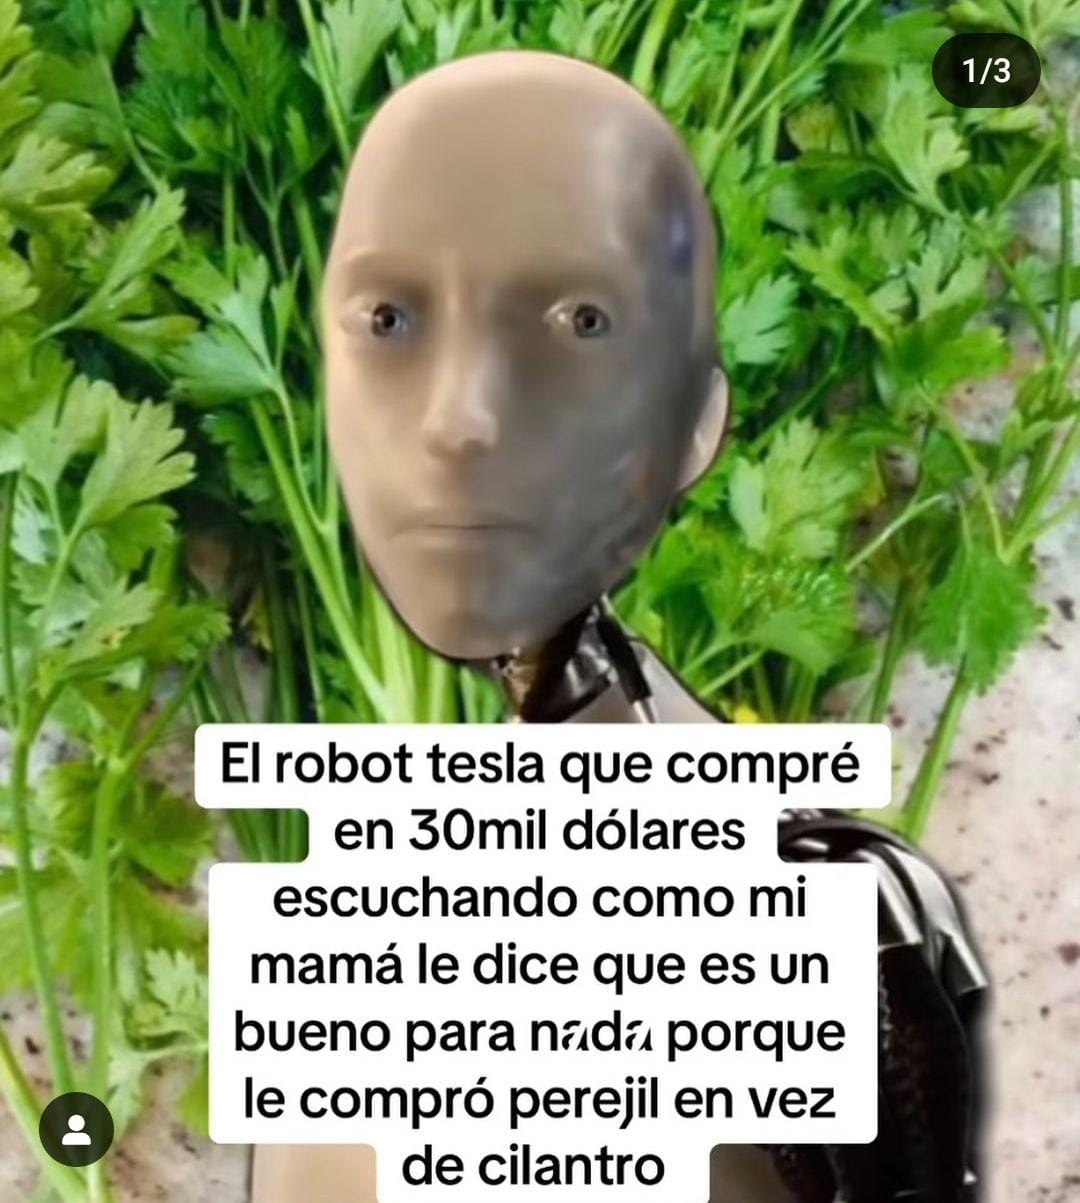 1/3
El robot tesla que compré
en 30mil dólares
escuchando como mi
mamá le dice que es un
bueno para nada porque
le compró perejil en vez
de cilantro